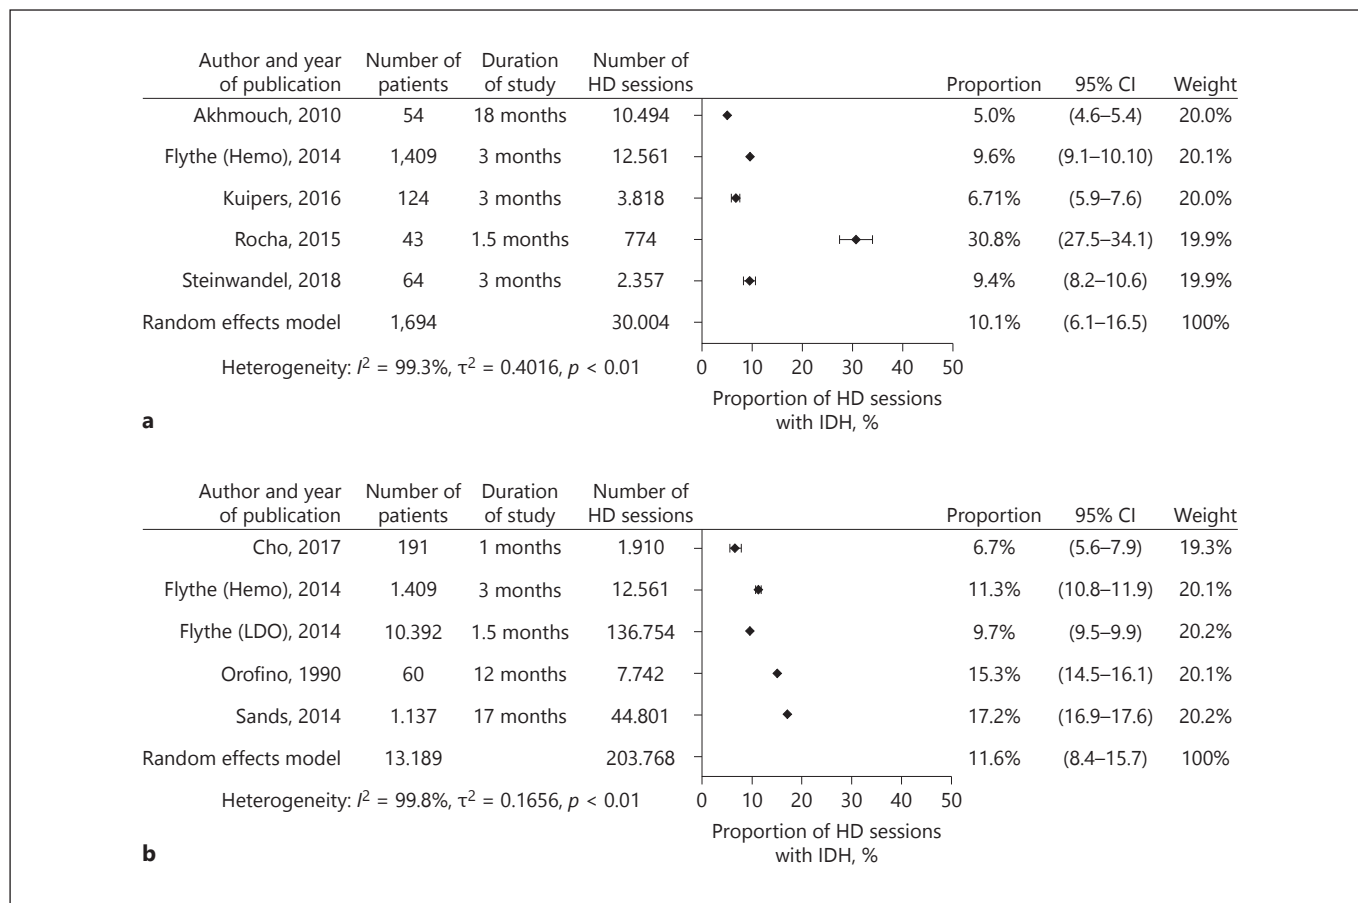 Author and year of publication Number of patients Duration of study Number of HD sessions Proportion 95% CI Weight
Akhmouch, 2010 54 18 months 10.494 5.0% (4.6–5.4) 20.0%
Flythe (Hemo), 2014 1,409 3 months 12.561 9.6% (9.1–10.10) 20.1%
Kuipers, 2016 124 3 months 3.818 6.71% (5.9–7.6) 20.0%
Rocha, 2015 43 1.5 months 774 30.8% (27.5–34.1) 19.9%
Steinwandel, 2018 64 3 months 2.357 9.4% (8.2–10.6) 19.9%
Random effects model 1,694 30.004 10.1% (6.1–16.5) 100%
Heterogeneity: I² = 99.3%, τ² = 0.4016, p < 0.01
0 10 20 30 40 50
Proportion of HD sessions
with IDH, %
a
Author and year of publication Number of patients Duration of study Number of HD sessions Proportion 95% CI Weight
Cho, 2017 191 1 months 1.910 6.7% (5.6–7.9) 19.3%
Flythe (Hemo), 2014 1.409 3 months 12.561 11.3% (10.8–11.9) 20.1%
Flythe (LDO), 2014 10.392 1.5 months 136.754 9.7% (9.5–9.9) 20.2%
Orofino, 1990 60 12 months 7.742 15.3% (14.5–16.1) 20.1%
Sands, 2014 1.137 17 months 44.801 17.2% (16.9–17.6) 20.2%
Random effects model 13.189 203.768 11.6% (8.4–15.7) 100%
Heterogeneity: I² = 99.8%, τ² = 0.1656, p < 0.01
0 10 20 30 40 50
Proportion of HD sessions
with IDH, %
b